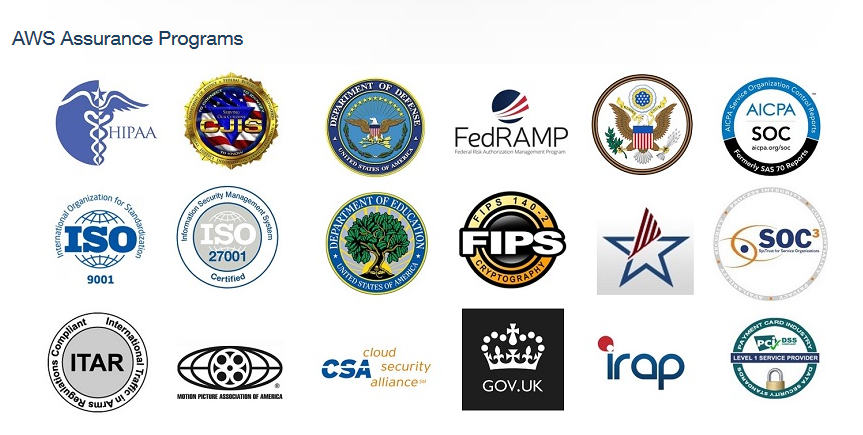 AWS Assurance Programs
HIPAA
SERVING
OUR CITIZENS
CJIS
DEPARTMENT OF DEFENSE
UNITED STATES OF AMERICA
FedRAMP
Federal Risk Authorization Management Program
AICPA Service Organization Control Reports
AICPA
SOC
aicpa.org/soc
Formerly SAS 70 Reports
International Organization for Standardization
ISO
9001
Information Security Management System
ISO
27001
Certified
DEPARTMENT OF EDUCATION
UNITED STATES OF AMERICA
FIPS 140-2
FIPS
CRYPTOGRAPHY
SOC3
SysTrust for Service Organizations
International Traffic in Arms Regulations Compliant
ITAR
®
MOTION PICTURE ASSOCIATION OF AMERICA
CSA cloud
security
alliance SM
GOV.UK
irap
PAYMENT CARD INDUSTRY
PCI DSS
LEVEL 1 SERVICE PROVIDER
DATA SECURITY STANDARDS